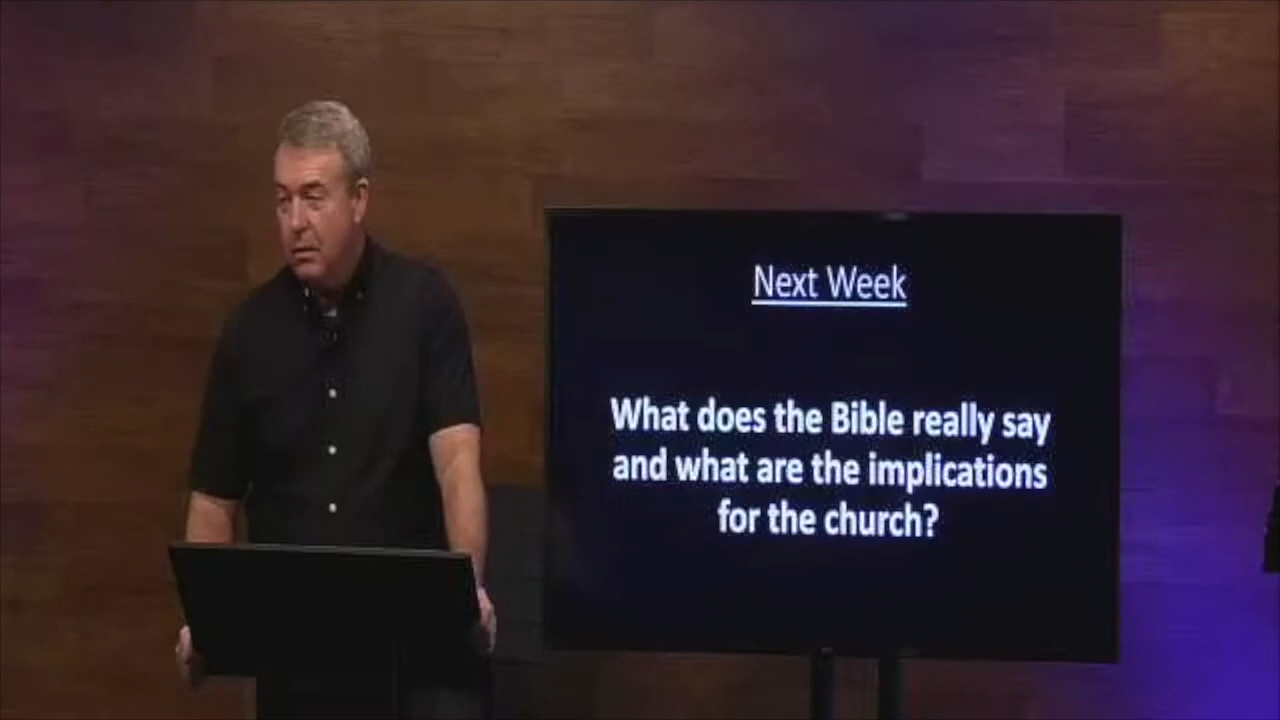 Next Week
What does the Bible really say
and what are the implications
for the church?